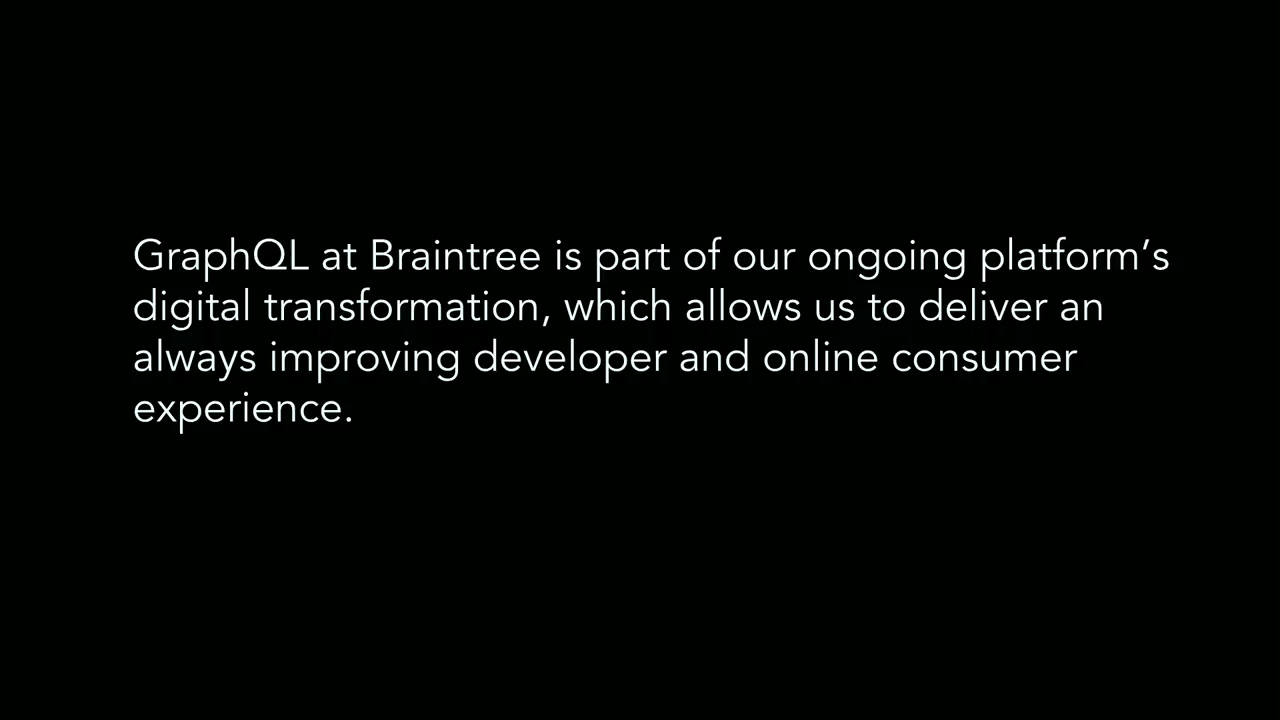 GraphQL at Braintree is part of our ongoing platform’s
digital transformation, which allows us to deliver an
always improving developer and online consumer
experience.